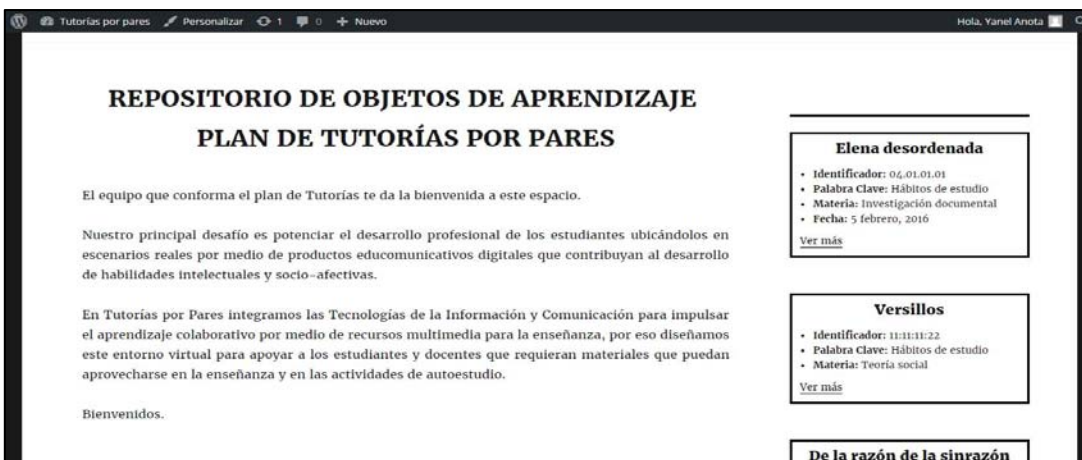 Tutorías por pares Personalizar 1 0 Nuevo Hola, Yanel Anota
REPOSITORIO DE OBJETOS DE APRENDIZAJE
PLAN DE TUTORÍAS POR PARES
El equipo que conforma el plan de Tutorías te da la bienvenida a este espacio.
Nuestro principal desafío es potenciar el desarrollo profesional de los estudiantes ubicándolos en
escenarios reales por medio de productos educomunicativos digitales que contribuyan al desarrollo
de habilidades intelectuales y socio-afectivas.
En Tutorías por Pares integramos las Tecnologías de la Información y Comunicación para impulsar
el aprendizaje colaborativo por medio de recursos multimedia para la enseñanza, por eso diseñamos
este entorno virtual para apoyar a los estudiantes y docentes que requieran materiales que puedan
aprovecharse en la enseñanza y en las actividades de autoestudio.
Bienvenidos.
Elena desordenada
• Identificador: 04.01.01.01
• Palabra Clave: Hábitos de estudio
• Materia: Investigación documental
• Fecha: 5 febrero, 2016
Ver más
Versillos
• Identificador: 11:11:11:22
• Palabra Clave: Hábitos de estudio
• Materia: Teoría social
Ver más
De la razón de la sinrazón